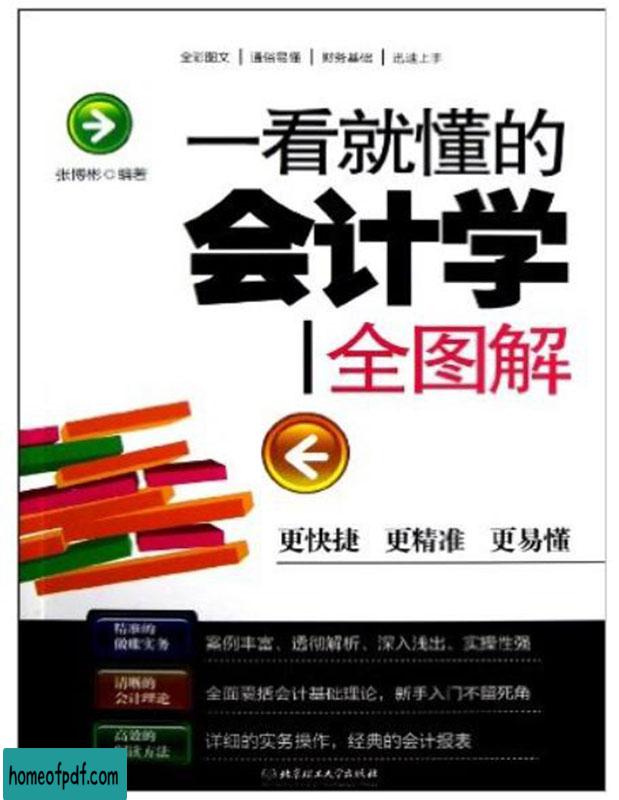 全彩图文 | 通俗易懂 | 财务基础 | 迅速上手
张博彬◎编著
一看就懂的
会计学
全图解
更快捷 更精准 更易懂
精准的
做账实务
案例丰富、透彻解析、深入浅出、实操性强
清晰的
会计理论
全面囊括会计基础理论，新手入门不留死角
高效的
阅读方法
详细的实务操作，经典的会计报表
北京理工大学出版社
homeofpdf.com